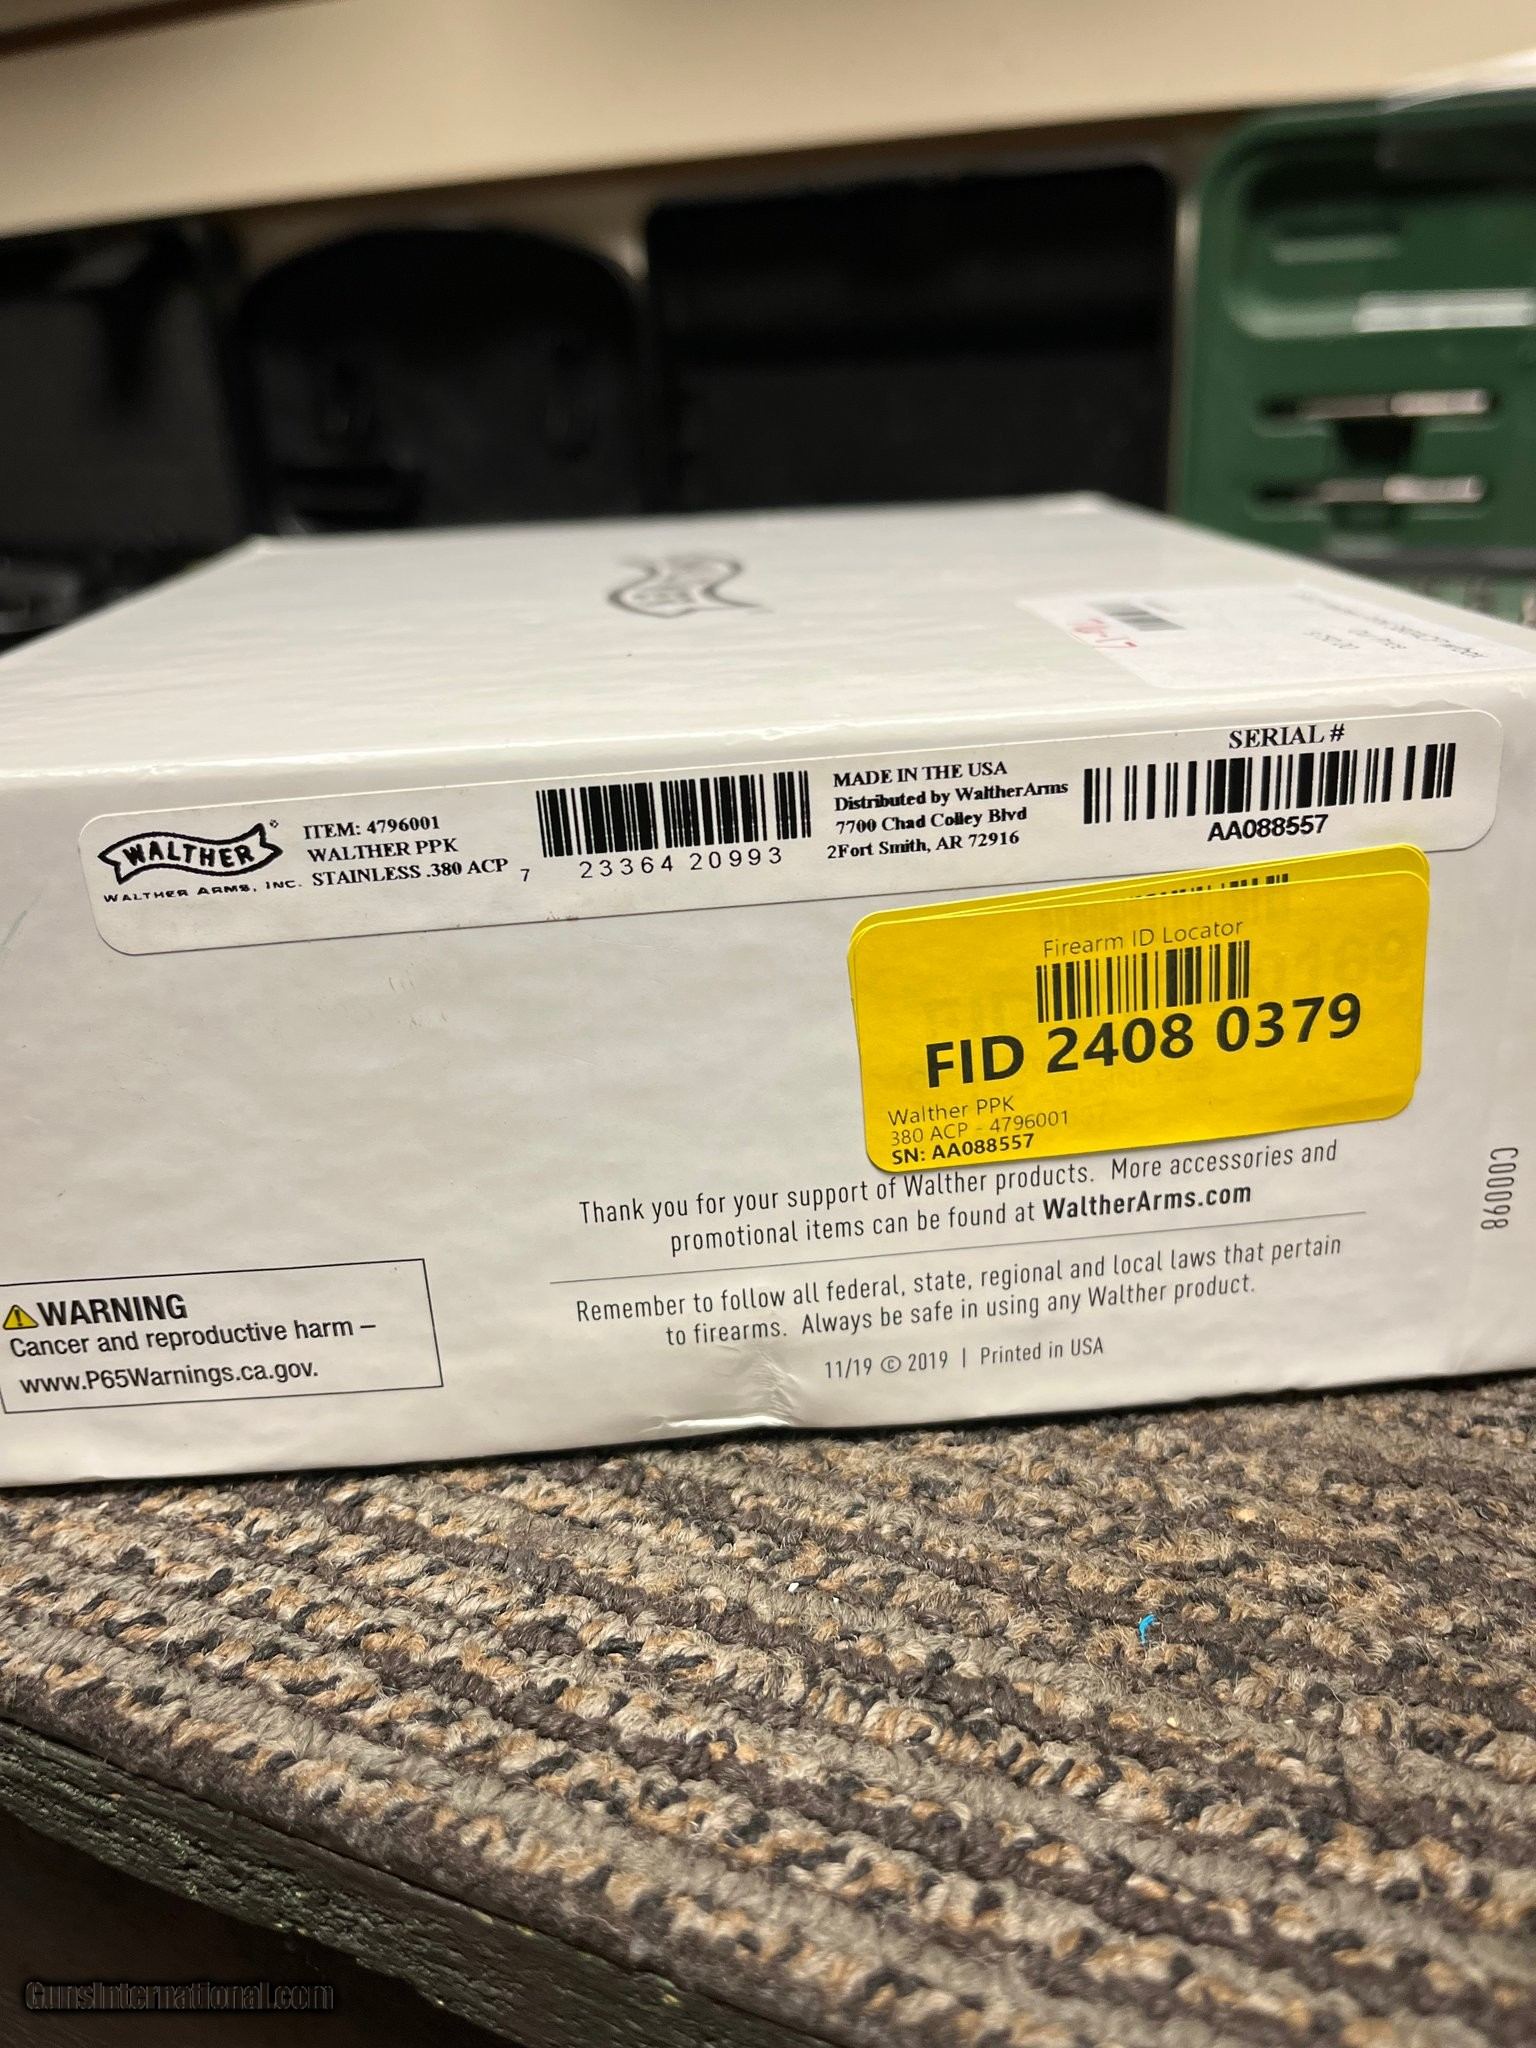 70-17
SERIAL #
AA088557
MADE IN THE USA
Distributed by WaltherArms
7700 Chad Colley Blvd
2Fort Smith, AR 72916
7 23364 20993
ITEM: 4796001
WALTHER PPK
STAINLESS .380 ACP
WALTHER
WALTHER ARMS, INC.
Firearm ID Locator
FID 2408 0379
Walther PPK
380 ACP - 4796001
SN: AA088557
Thank you for your support of Walther products. More accessories and
promotional items can be found at WaltherArms.com
Remember to follow all federal, state, regional and local laws that pertain
to firearms. Always be safe in using any Walther product.
11/19 © 2019 | Printed in USA
C00098
WARNING
Cancer and reproductive harm –
www.P65Warnings.ca.gov.
GunsInternational.com